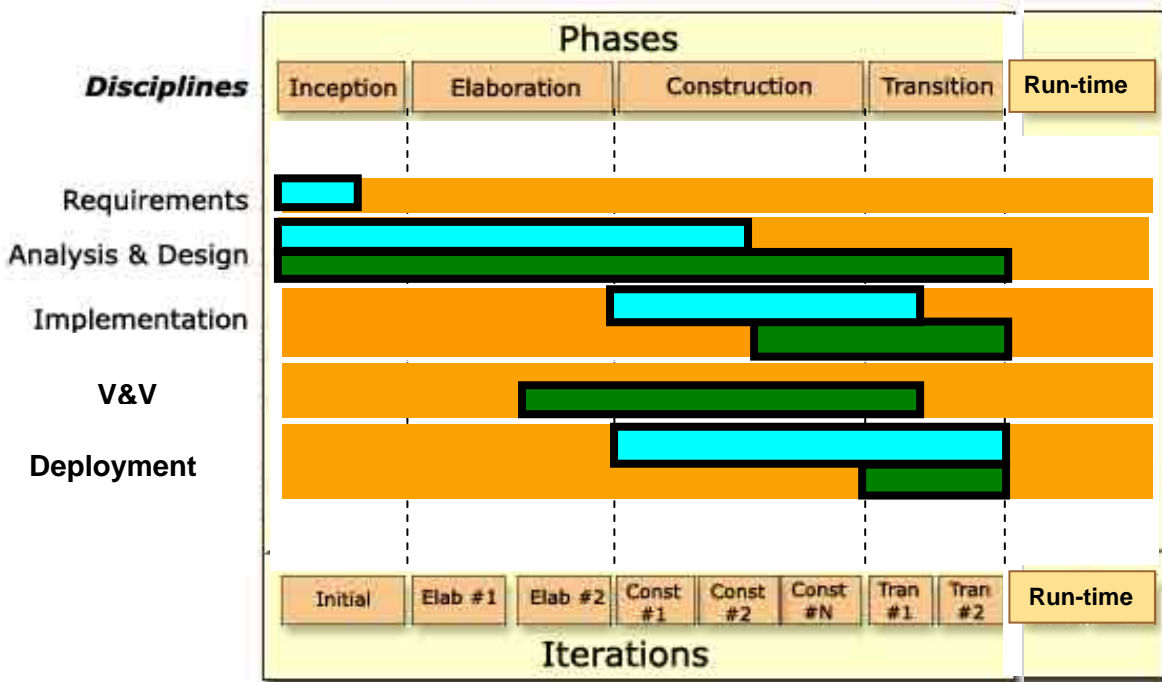 Phases
Disciplines
Inception Elaboration Construction Transition Run-time
Requirements
Analysis & Design
Implementation
V&V
Deployment
Initial Elab #1 Elab #2 Const #1 Const #2 Const #N Tran #1 Tran #2 Run-time
Iterations